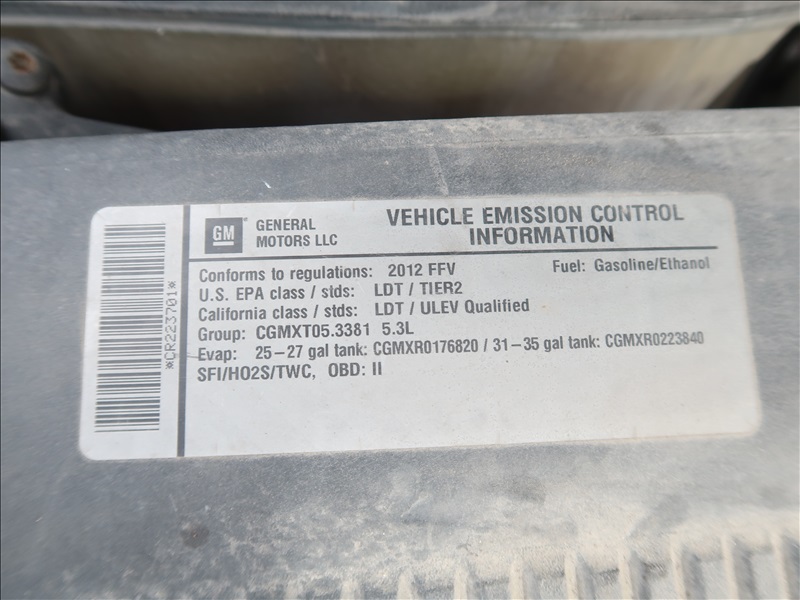 GM GENERAL MOTORS LLC
VEHICLE EMISSION CONTROL INFORMATION
Conforms to regulations: 2012 FFV Fuel: Gasoline/Ethanol
U.S. EPA class / stds: LDT / TIER2
California class / stds: LDT / ULEV Qualified
Group: CGMXT05.3381 5.3L
Evap: 25-27 gal tank: CGMXR0176820 / 31-35 gal tank: CGMXR0223840
SFI/HO2S/TWC, OBD: II
*CR223701*